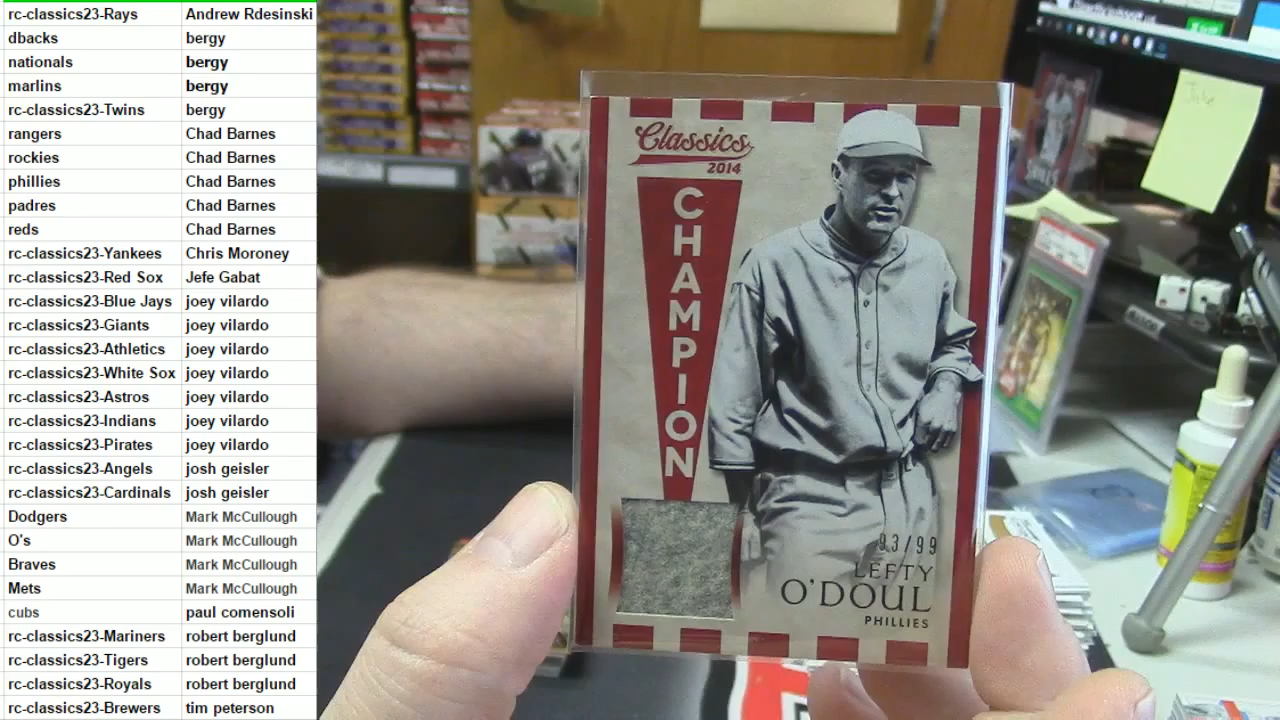 rc-classics23-Rays Andrew Rdesinski
dbacks bergy
nationals bergy
marlins bergy
rc-classics23-Twins bergy
rangers Chad Barnes
rockies Chad Barnes
phillies Chad Barnes
padres Chad Barnes
reds Chad Barnes
rc-classics23-Yankees Chris Moroney
rc-classics23-Red Sox Jefe Gabat
rc-classics23-Blue Jays joey vilardo
rc-classics23-Giants joey vilardo
rc-classics23-Athletics joey vilardo
rc-classics23-White Sox joey vilardo
rc-classics23-Astros joey vilardo
rc-classics23-Indians joey vilardo
rc-classics23-Pirates joey vilardo
rc-classics23-Angels josh geisler
rc-classics23-Cardinals josh geisler
Dodgers Mark McCullough
O's Mark McCullough
Braves Mark McCullough
Mets Mark McCullough
cubs paul comensoli
rc-classics23-Mariners robert berglund
rc-classics23-Tigers robert berglund
rc-classics23-Royals robert berglund
rc-classics23-Brewers tim peterson
Classics
2014
CHAMPION
93/99
LEFTY
O'DOUL
PHILLIES